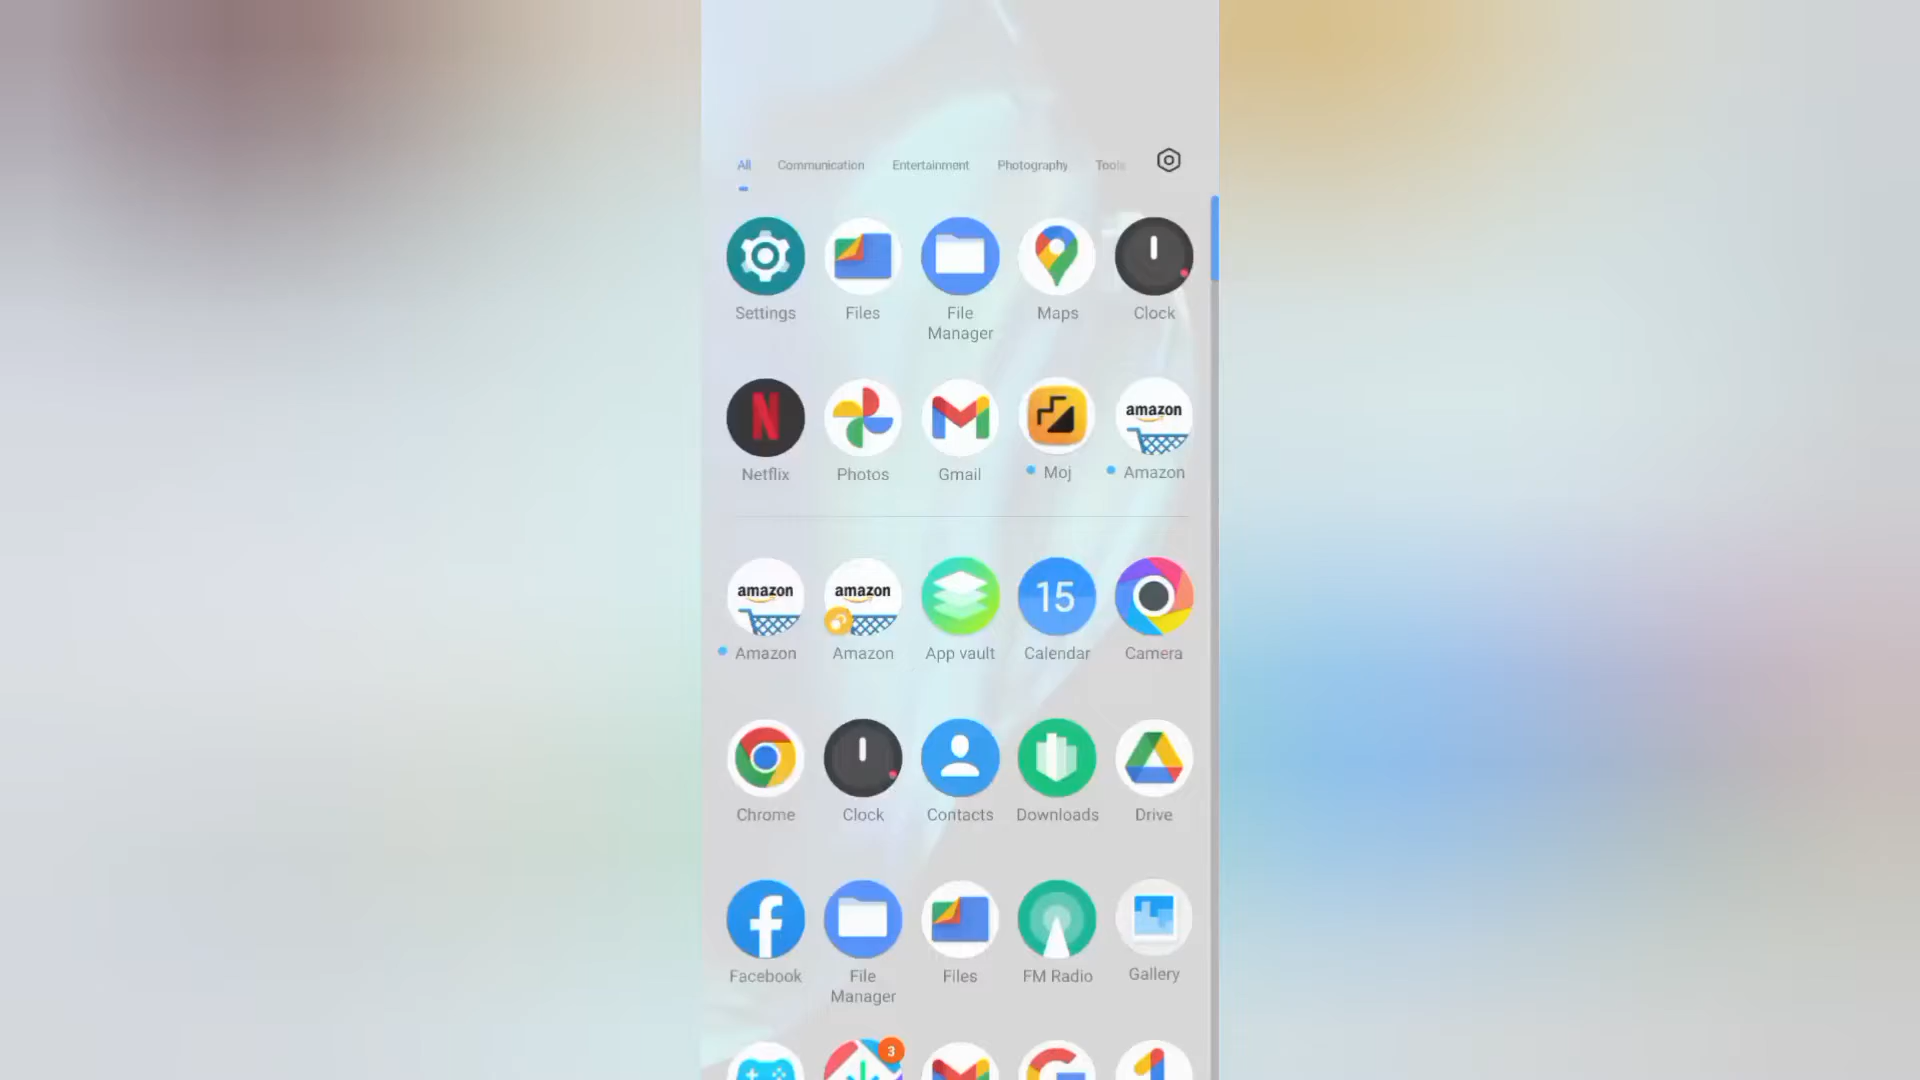 All Communication Entertainment Photography Tools
Settings Files File Manager Maps Clock
N
amazon
Netflix Photos Gmail Moj Amazon
amazon amazon 15
Amazon Amazon App vault Calendar Camera
Chrome Clock Contacts Downloads Drive
Facebook File Manager Files FM Radio Gallery
3